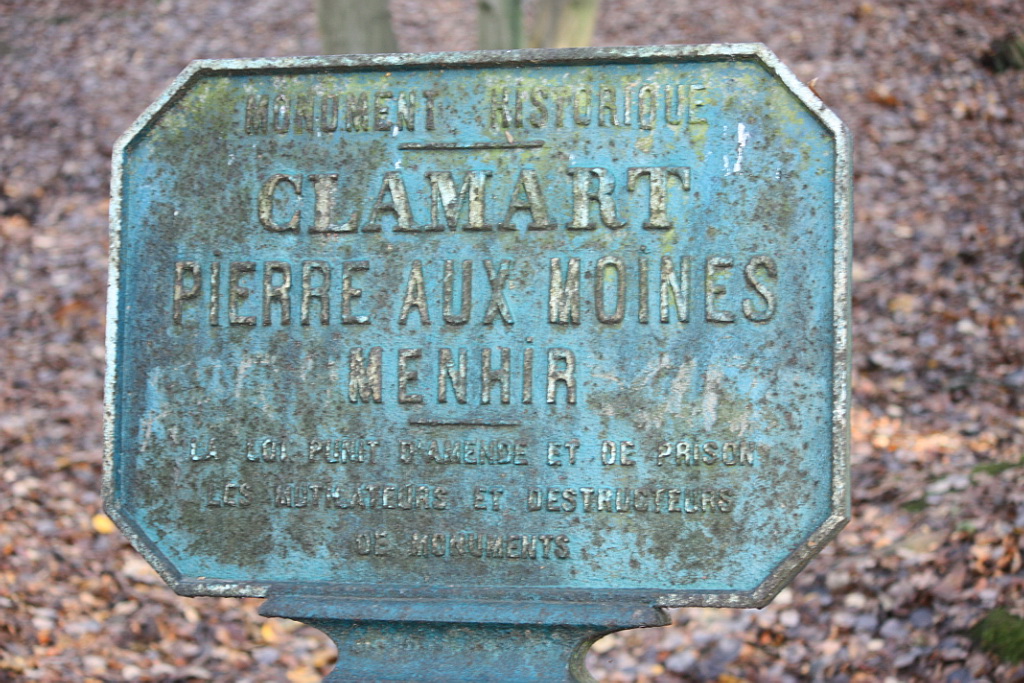 MONUMENT HISTORIQUE
CLAMART
PIERRE AUX MOINES
MENHIR
LA LOI PUNIT D'AMENDE ET DE PRISON
LES MUTILATEURS ET DESTRUCTEURS
DE MONUMENTS